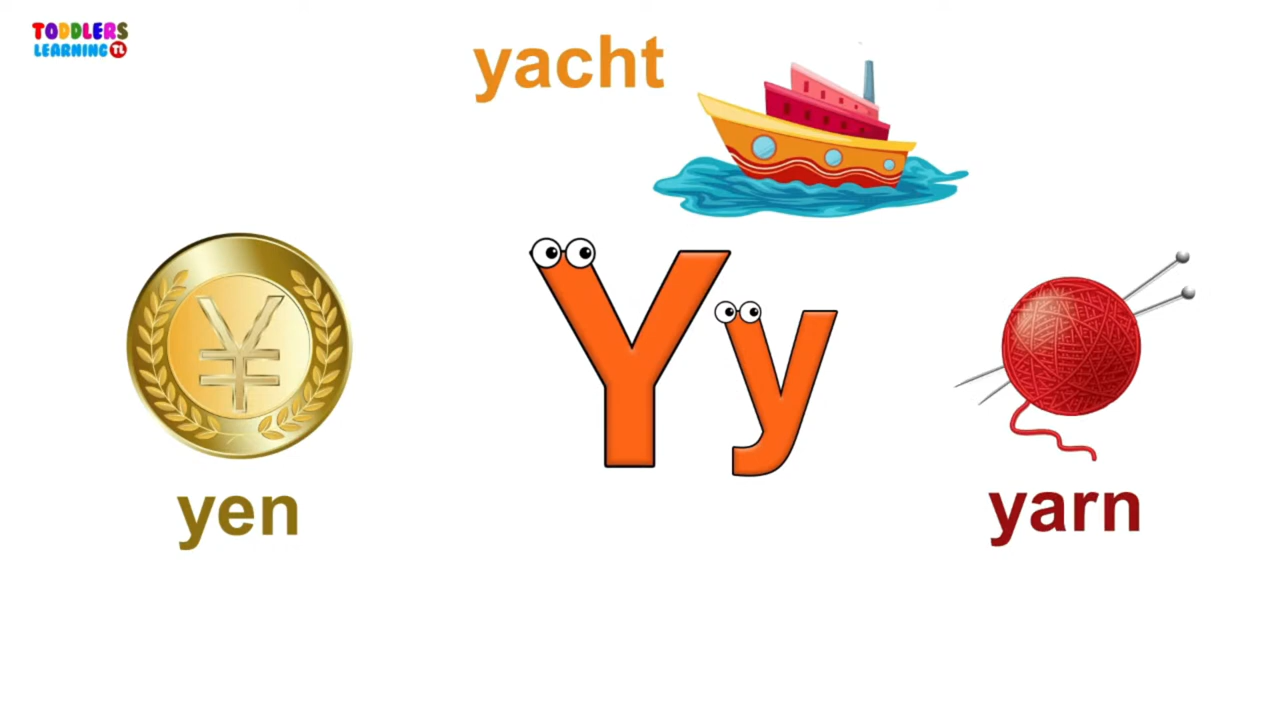 TODDLERS
LEARNING TL
yacht
¥
Yy
yen
yarn